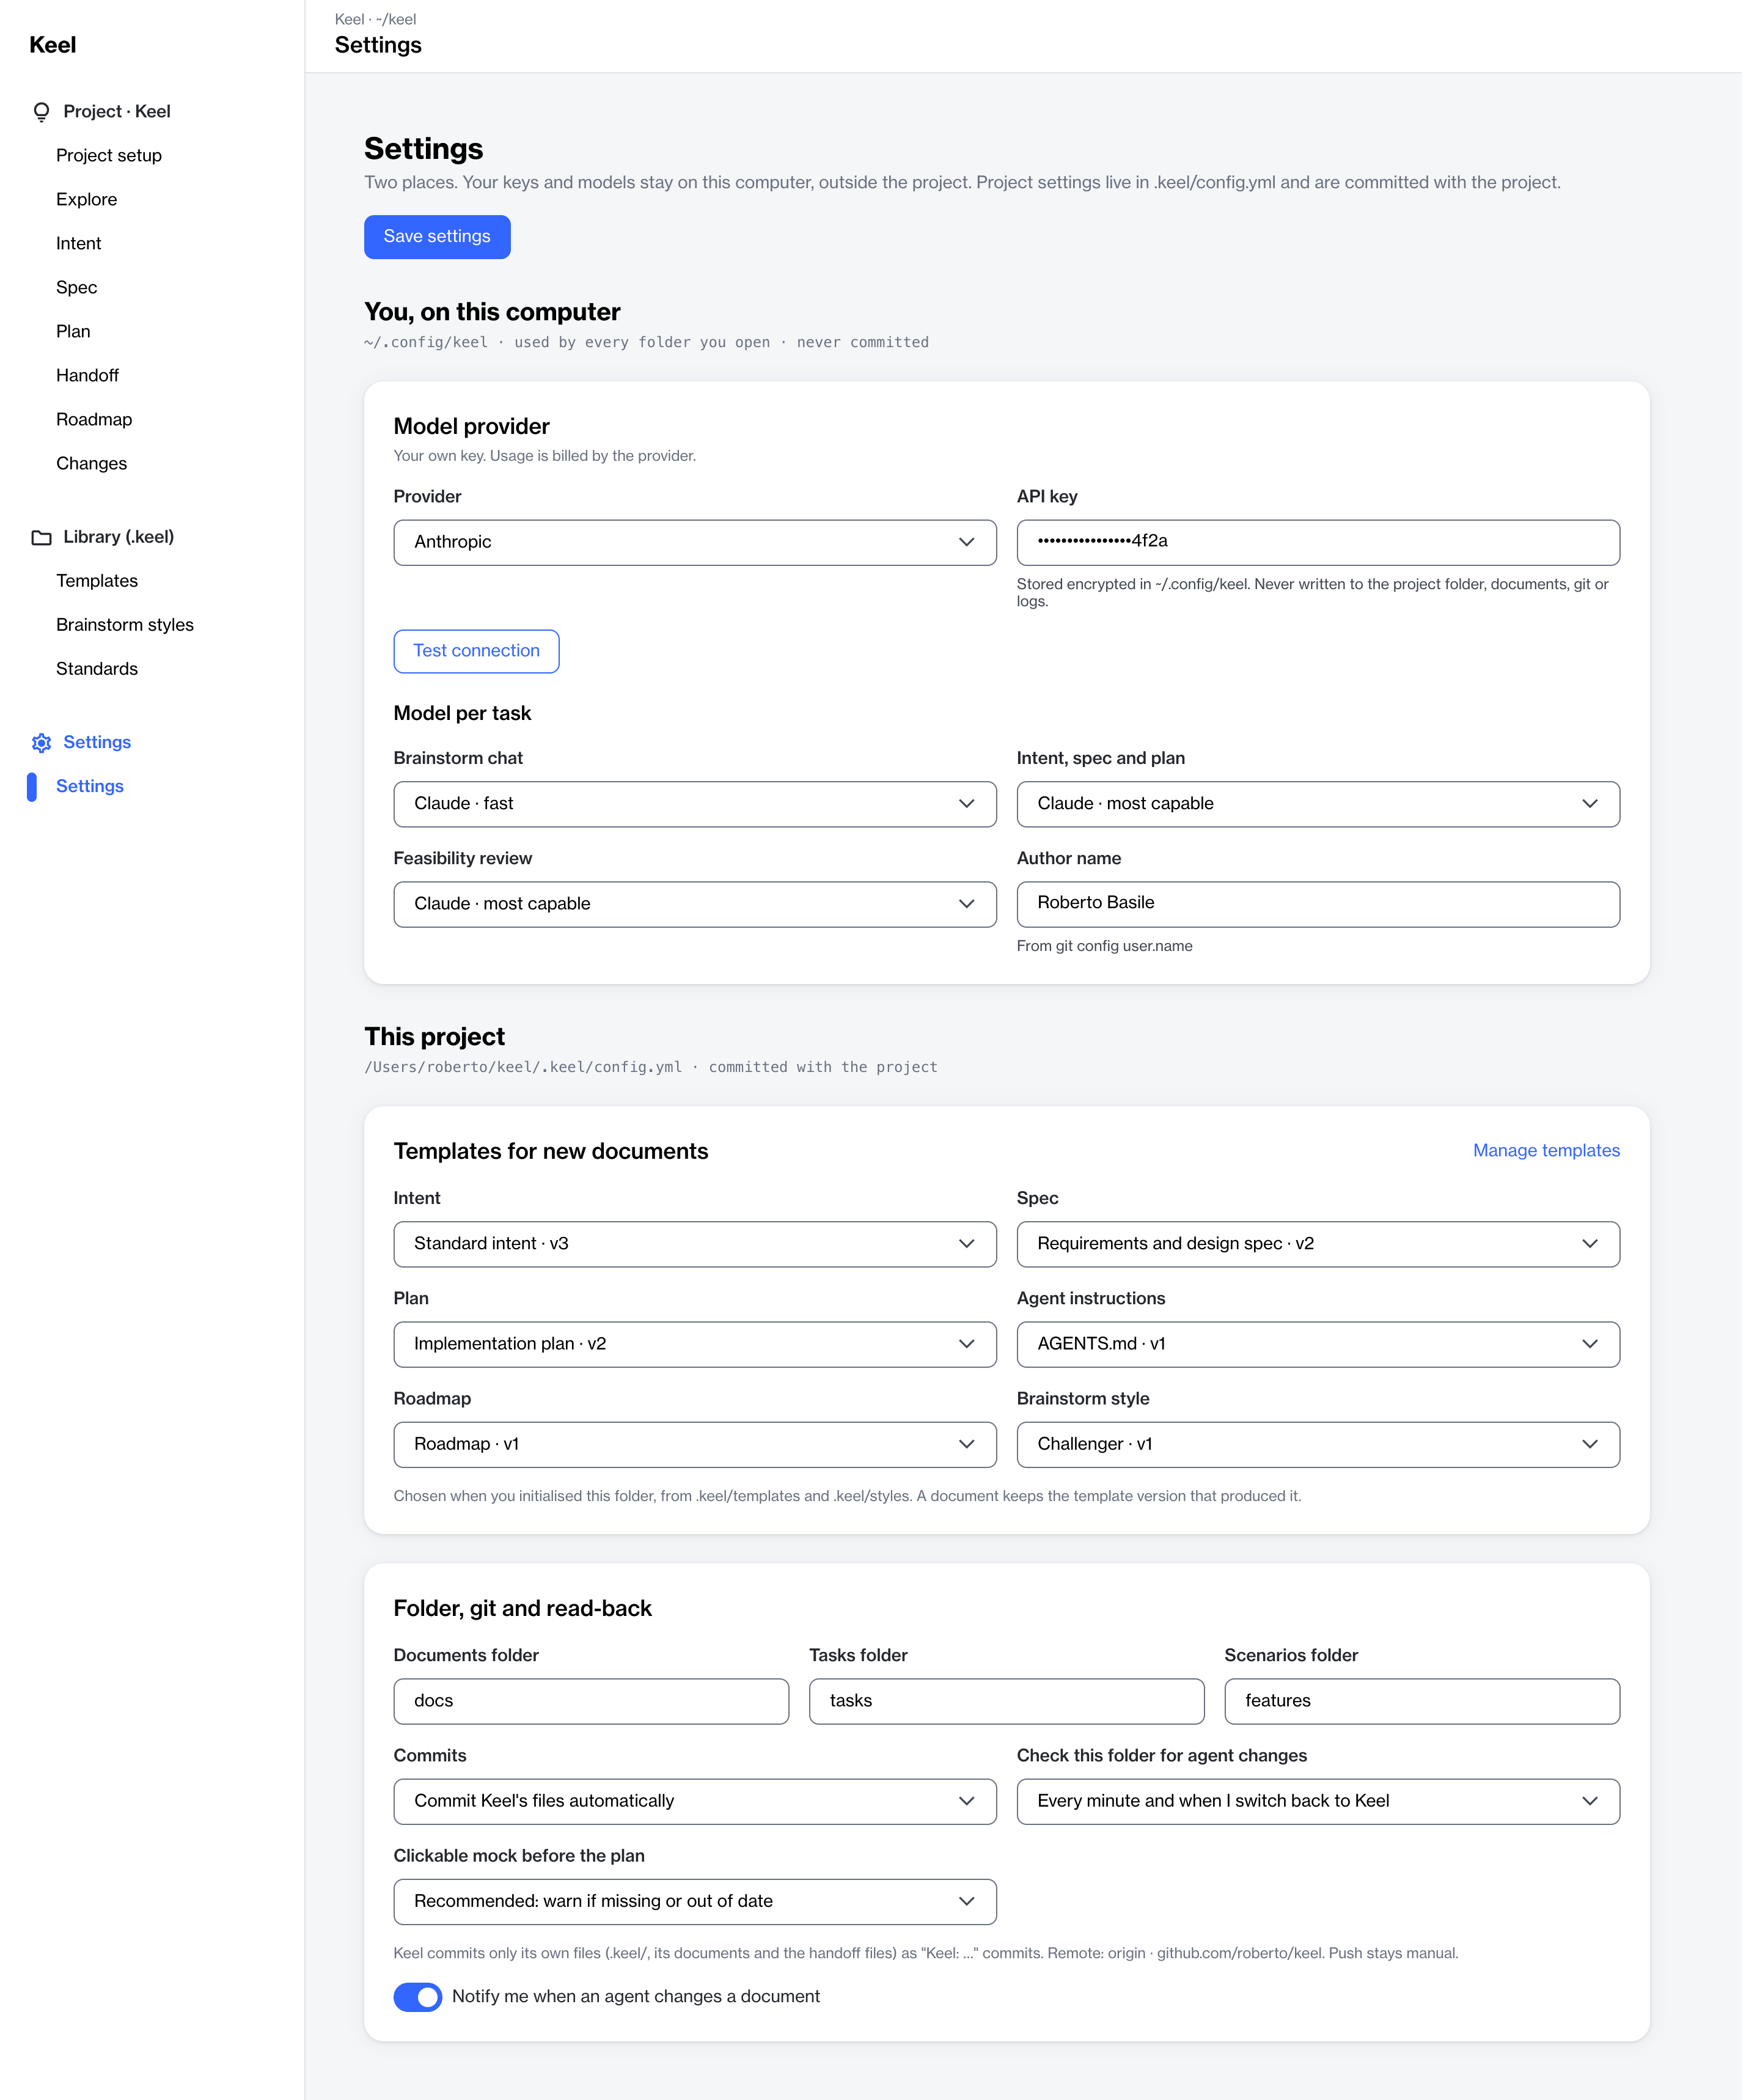 Keel
Project · Keel
Project setup
Explore
Intent
Spec
Plan
Handoff
Roadmap
Changes
Library (.keel)
Templates
Brainstorm styles
Standards
Settings
Settings
Keel · ~/keel
Settings
Settings
Two places. Your keys and models stay on this computer, outside the project. Project settings live in .keel/config.yml and are committed with the project.
Save settings
You, on this computer
~/.config/keel · used by every folder you open · never committed
Model provider
Your own key. Usage is billed by the provider.
Provider
API key
Anthropic
••••••••••••••••4f2a
Stored encrypted in ~/.config/keel. Never written to the project folder, documents, git or
logs.
Test connection
Model per task
Brainstorm chat
Intent, spec and plan
Claude · fast
Claude · most capable
Feasibility review
Author name
Claude · most capable
Roberto Basile
From git config user.name
This project
/Users/roberto/keel/.keel/config.yml · committed with the project
Templates for new documents
Manage templates
Intent
Spec
Standard intent · v3
Requirements and design spec · v2
Plan
Agent instructions
Implementation plan · v2
AGENTS.md · v1
Roadmap
Brainstorm style
Roadmap · v1
Challenger · v1
Chosen when you initialised this folder, from .keel/templates and .keel/styles. A document keeps the template version that produced it.
Folder, git and read-back
Documents folder
Tasks folder
Scenarios folder
docs
tasks
features
Commits
Check this folder for agent changes
Commit Keel's files automatically
Every minute and when I switch back to Keel
Clickable mock before the plan
Recommended: warn if missing or out of date
Keel commits only its own files (.keel/, its documents and the handoff files) as "Keel: ..." commits. Remote: origin · github.com/roberto/keel. Push stays manual.
Notify me when an agent changes a document